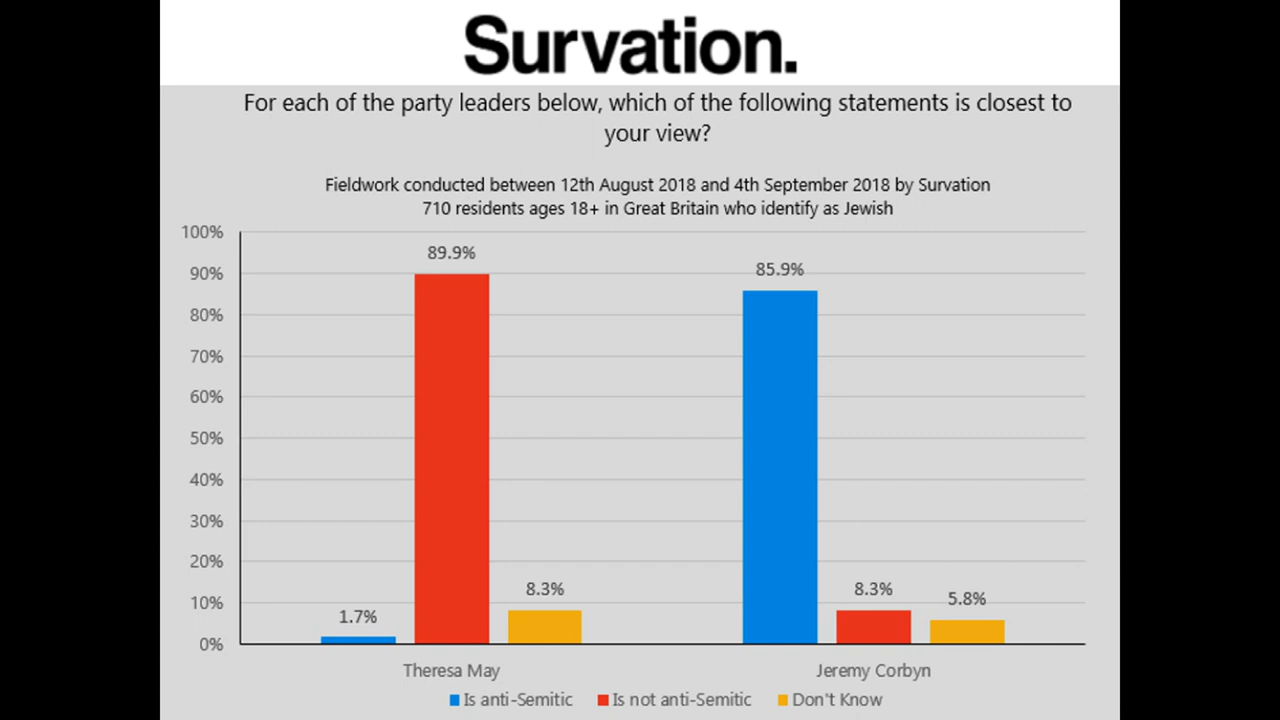 Survation.
For each of the party leaders below, which of the following statements is closest to
your view?
Fieldwork conducted between 12th August 2018 and 4th September 2018 by Survation
710 residents ages 18+ in Great Britain who identify as Jewish
100%
90%
80%
70%
60%
50%
40%
30%
20%
10%
0%
1.7%
89.9%
8.3%
85.9%
8.3%
5.8%
Theresa May
Jeremy Corbyn
Is anti-Semitic
Is not anti-Semitic
Don't Know